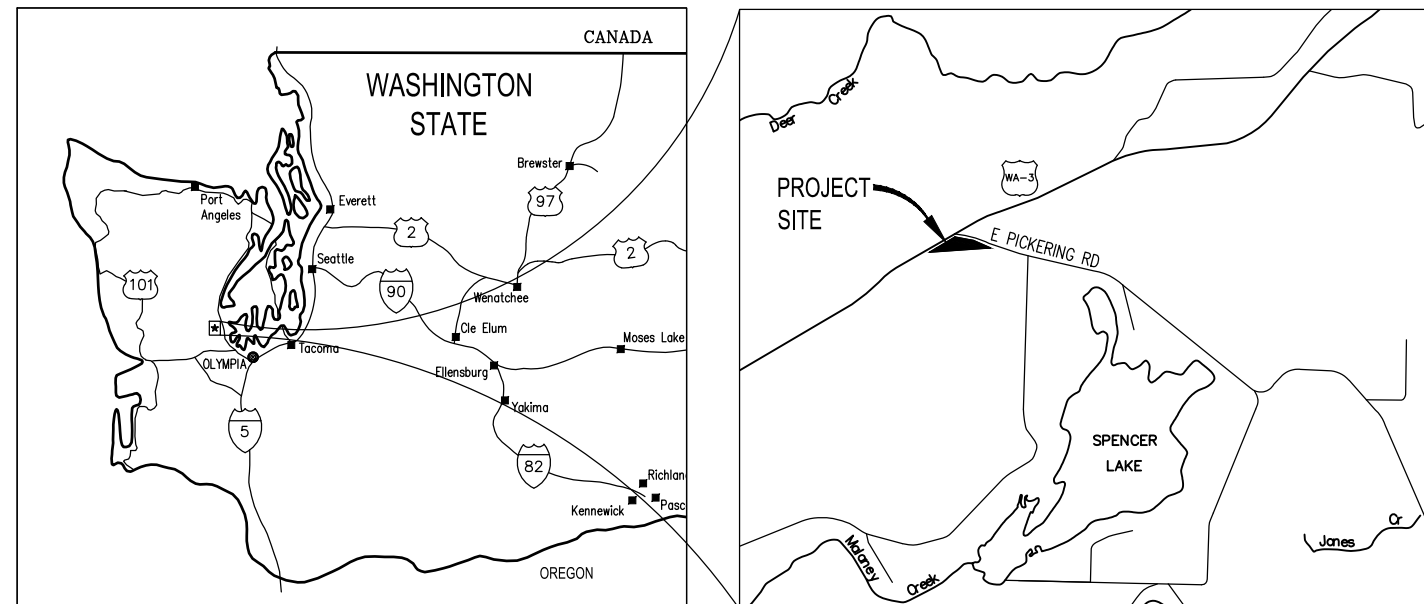 CANADA
WASHINGTON
STATE
Brewster
97
Port
Angeles
Everett
2
2
Seattle
101
90
Wenatchee
Cle Elum
Moses Lake
Tacoma
OLYMPIA
Ellensburg
Yakima
5
82
Richlan
Kennewick
Pasc
OREGON
Deer Creek
WA-3
PROJECT
SITE
E PICKERING RD
SPENCER
LAKE
Malaney Creek
Jones Cr